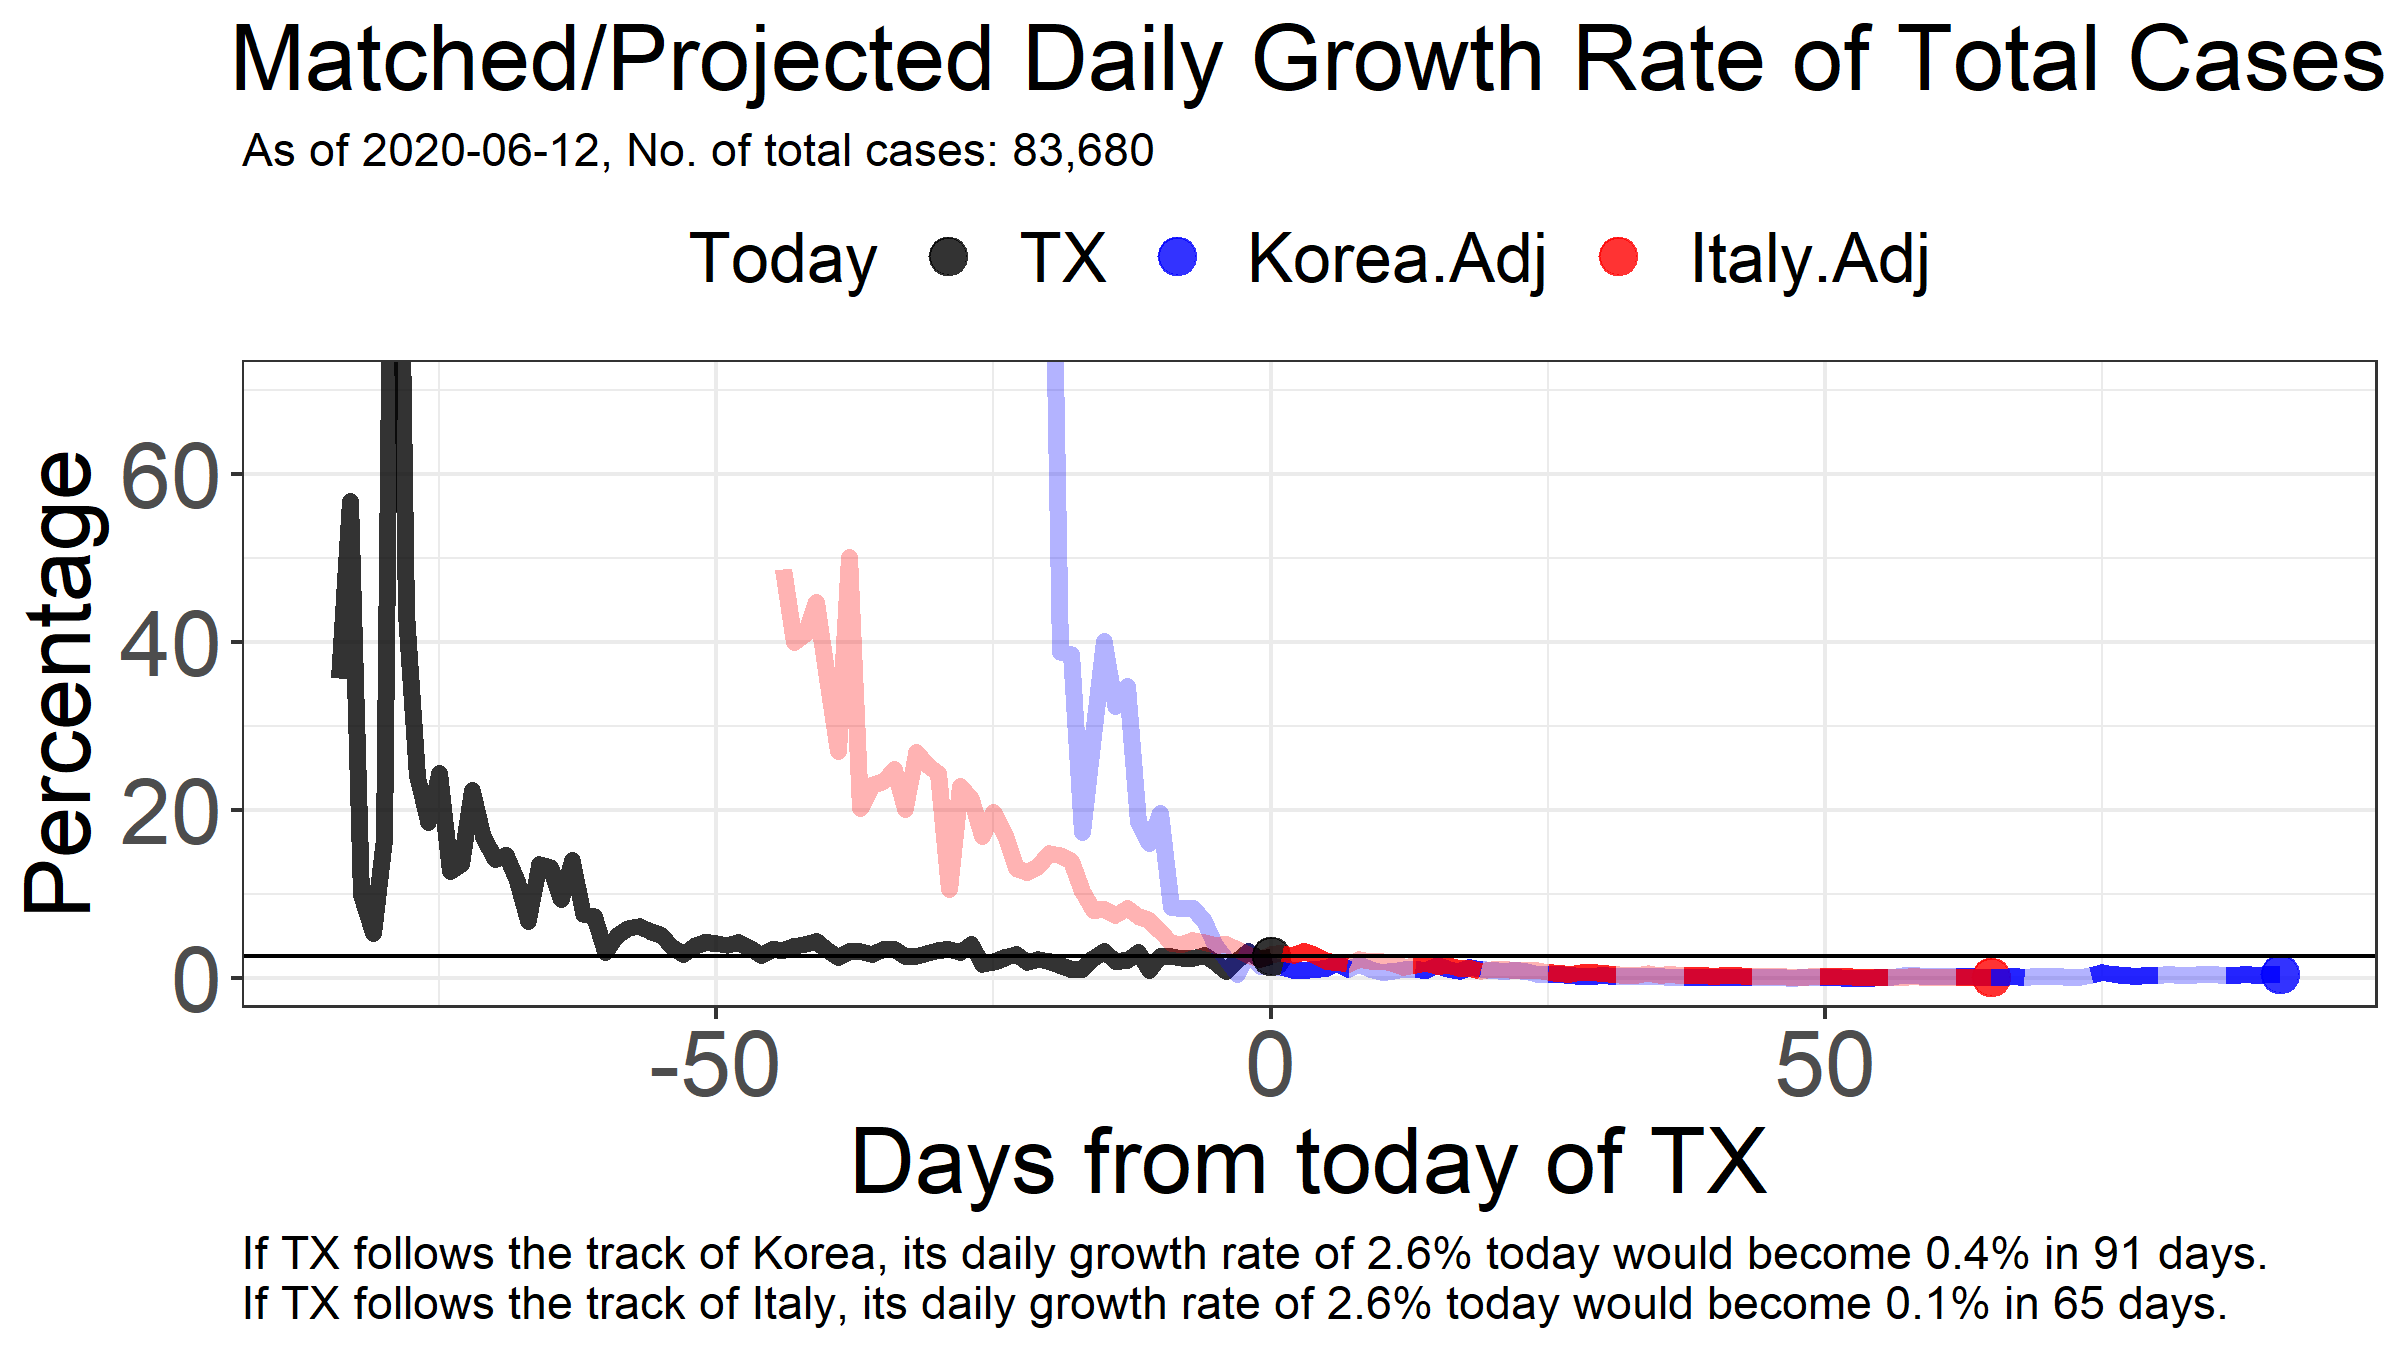 Matched/Projected Daily Growth Rate of Total Cases
As of 2020-06-12, No. of total cases: 83,680
Today TX Korea.Adj Italy.Adj
Percentage
60
40
20
0
-50 0 50
Days from today of TX
If TX follows the track of Korea, its daily growth rate of 2.6% today would become 0.4% in 91 days.
If TX follows the track of Italy, its daily growth rate of 2.6% today would become 0.1% in 65 days.